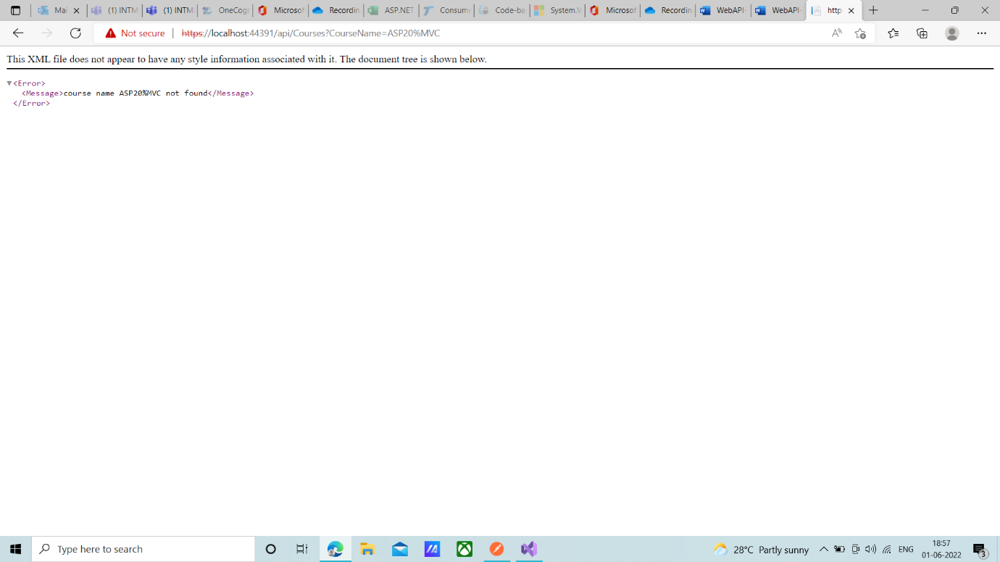 Mai
(1) INTM
(1) INTM
OneCogn
Microsof
Recordin
ASP.NET
Consume
Code-ba
System.W
Microsof
Recordin
WebAPI-
WebAPI-
http
Not secure | https://localhost:44391/api/Courses?CourseName=ASP20%MVC
This XML file does not appear to have any style information associated with it. The document tree is shown below.
<Error>
<Message>course name ASP20%MVC not found</Message>
</Error>
Type here to search
28°C Partly sunny
ENG
18:57
01-06-2022
3